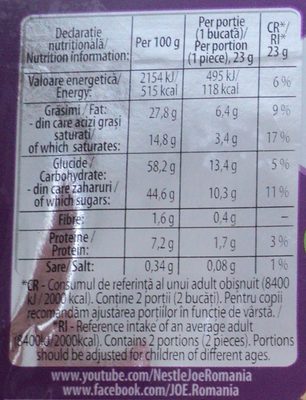 Declarație
nutrițională/
Nutrition information:
Per 100 g
Per porție
(1 bucată)/
Per portion
(1 piece), 23 g
CR*/
RI*
23 g
Valoare energetică/
Energy:
2154 kJ/
515 kcal
495 kJ/
118 kcal
6 %
Grăsimi / Fat:
27,8 g
6,4 g
9 %
- din care acizi grași
saturați/
of which saturates:
14,8 g
3,4 g
17 %
Glucide /
Carbohydrate:
58,2 g
13,4 g
5 %
- din care zaharuri /
of which sugars:
44,6 g
10,3 g
11 %
Fibre:
1,6 g
0,4 g
–
Proteine /
Protein:
7,2 g
1,7 g
3 %
Sare/ Salt:
0,34 g
0,08 g
1 %
*CR - Consumul de referință al unui adult obișnuit (8400
kJ / 2000 kcal). Conține 2 porții (2 bucăți). Pentru copii
recomandăm ajustarea porțiilor în funcție de vârstă. /
*RI - Reference intake of an average adult
(8400kJ/2000kcal). Contains 2 portions (2 pieces). Portions
should be adjusted for children of different ages.
www.youtube.com/NestleJoeRomania
www.facebook.com/JOE.Romania